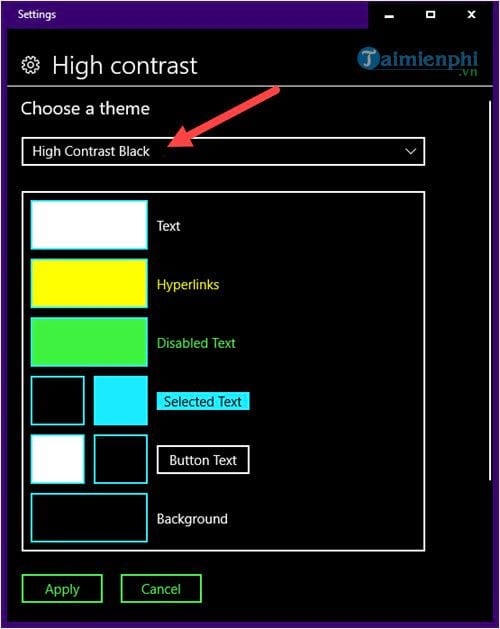 Settings
High contrast
Taimienphi
.vn
Choose a theme
High Contrast Black
Text
Hyperlinks
Disabled Text
Selected Text
Button Text
Background
Apply
Cancel